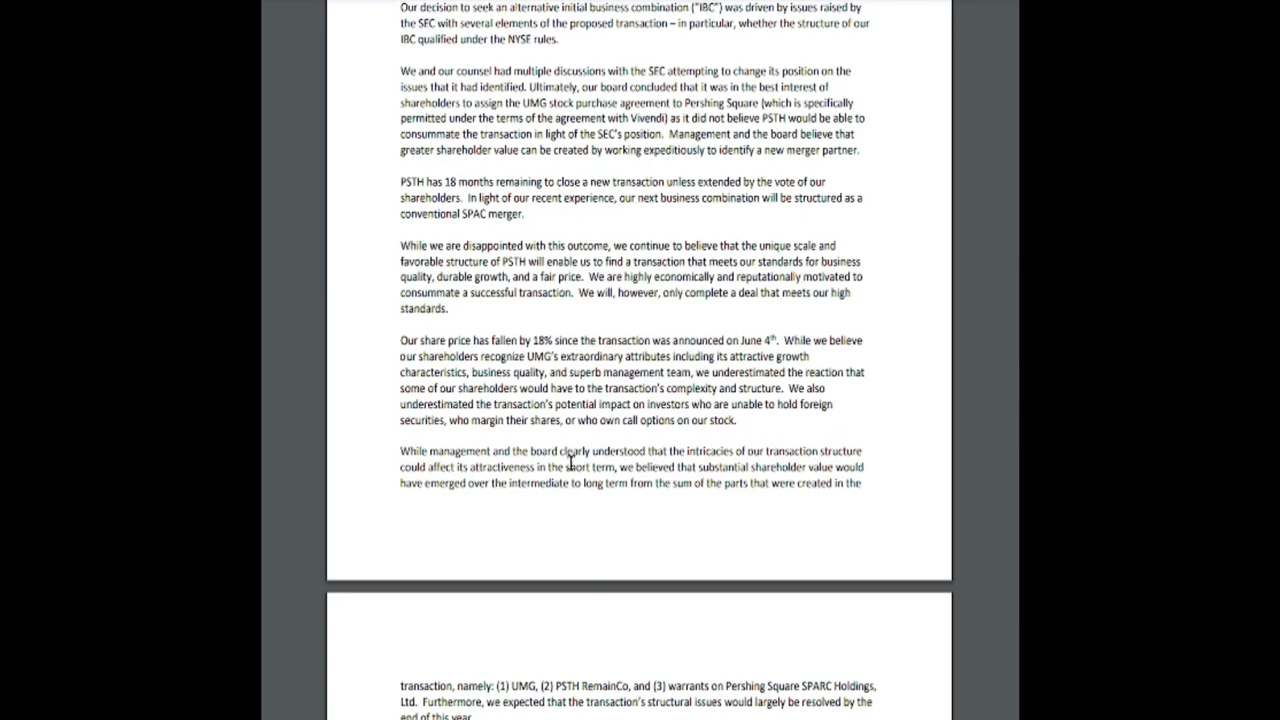 Our decision to seek an alternative initial business combination ("IBC") was driven by issues raised by
the SEC with several elements of the proposed transaction – in particular, whether the structure of our
IBC qualified under the NYSE rules.
We and our counsel had multiple discussions with the SEC attempting to change its position on the
issues that it had identified. Ultimately, our board concluded that it was in the best interest of
shareholders to assign the UMG stock purchase agreement to Pershing Square (which is specifically
permitted under the terms of the agreement with Vivendi) as it did not believe PSTH would be able to
consummate the transaction in light of the SEC's position. Management and the board believe that
greater shareholder value can be created by working expeditiously to identify a new merger partner.
PSTH has 18 months remaining to close a new transaction unless extended by the vote of our
shareholders. In light of our recent experience, our next business combination will be structured as a
conventional SPAC merger.
While we are disappointed with this outcome, we continue to believe that the unique scale and
favorable structure of PSTH will enable us to find a transaction that meets our standards for business
quality, durable growth, and a fair price. We are highly economically and reputationally motivated to
consummate a successful transaction. We will, however, only complete a deal that meets our high
standards.
Our share price has fallen by 18% since the transaction was announced on June 4th. While we believe
our shareholders recognize UMG's extraordinary attributes including its attractive growth
characteristics, business quality, and superb management team, we underestimated the reaction that
some of our shareholders would have to the transaction's complexity and structure. We also
underestimated the transaction's potential impact on investors who are unable to hold foreign
securities, who margin their shares, or who own call options on our stock.
While management and the board clearly understood that the intricacies of our transaction structure
could affect its attractiveness in the short term, we believed that substantial shareholder value would
have emerged over the intermediate to long term from the sum of the parts that were created in the
transaction, namely: (1) UMG, (2) PSTH RemainCo, and (3) warrants on Pershing Square SPARC Holdings,
Ltd. Furthermore, we expected that the transaction's structural issues would largely be resolved by the
end of this year